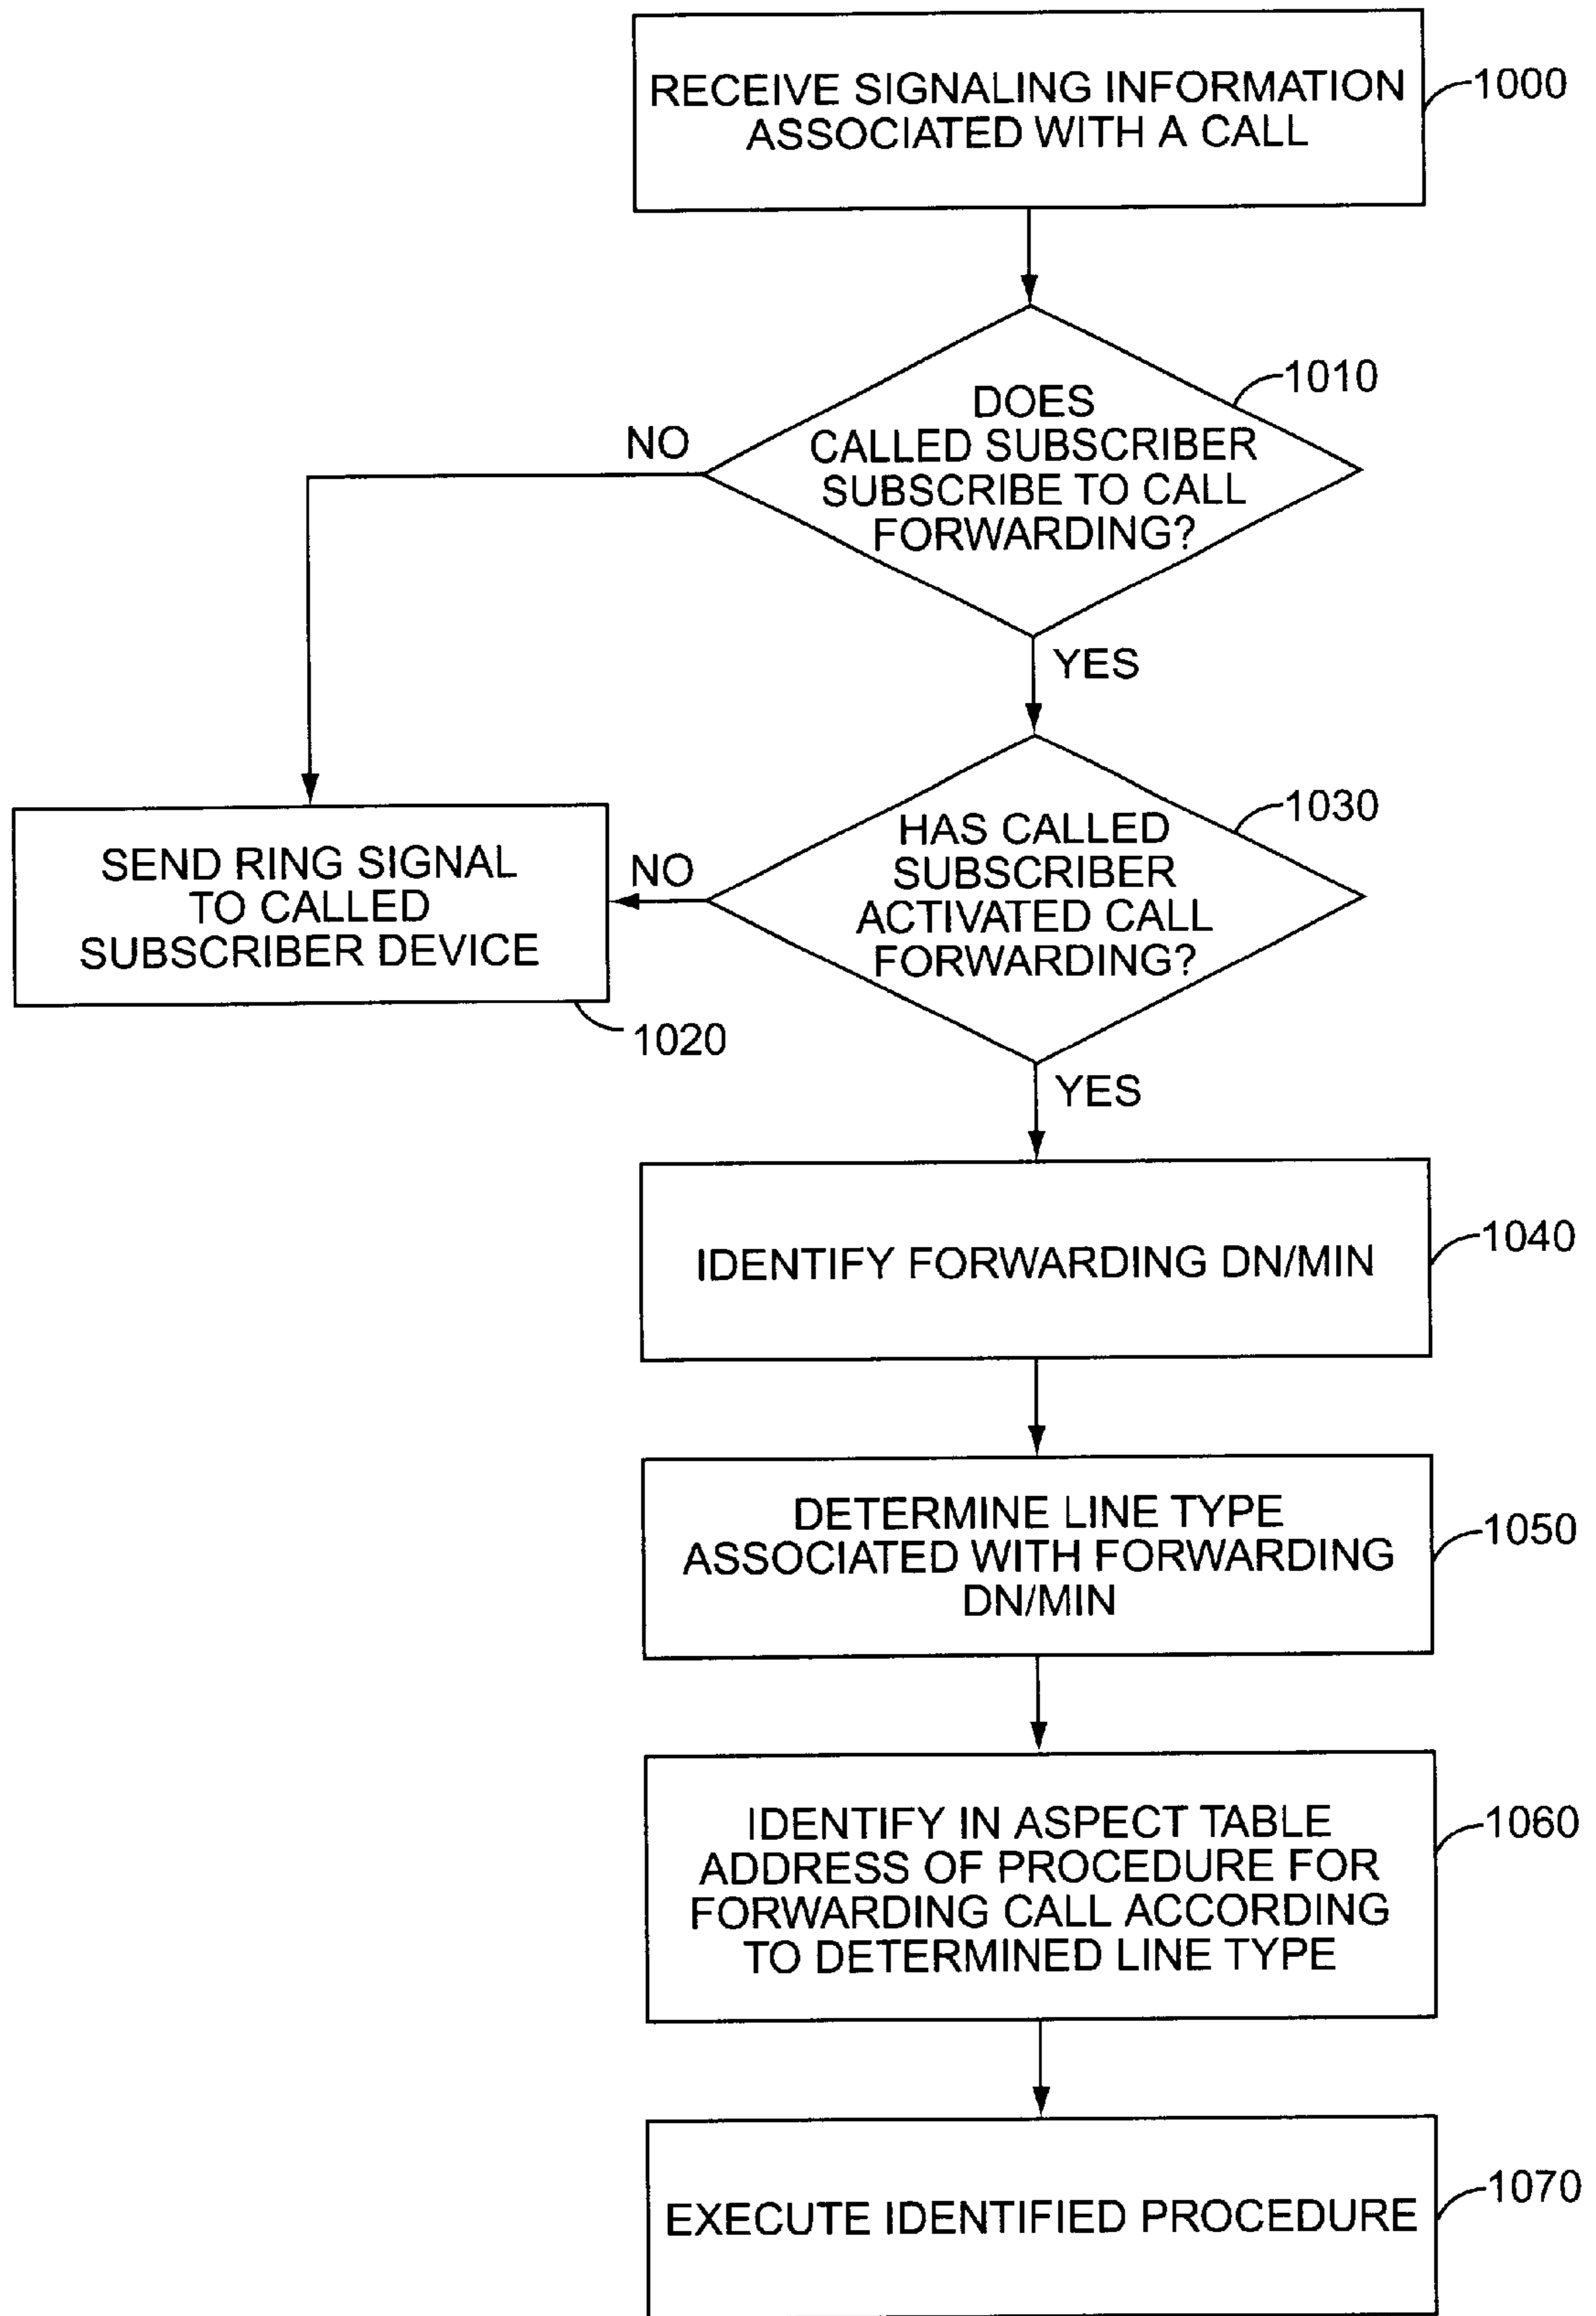 RECEIVE SIGNALING INFORMATION
ASSOCIATED WITH A CALL
1000
DOES
CALLED SUBSCRIBER
SUBSCRIBE TO CALL
FORWARDING?
1010
NO
YES
HAS CALLED
SUBSCRIBER
ACTIVATED CALL
FORWARDING?
1030
NO
SEND RING SIGNAL
TO CALLED
SUBSCRIBER DEVICE
1020
YES
IDENTIFY FORWARDING DN/MIN
1040
DETERMINE LINE TYPE
ASSOCIATED WITH FORWARDING
DN/MIN
1050
IDENTIFY IN ASPECT TABLE
ADDRESS OF PROCEDURE FOR
FORWARDING CALL ACCORDING
TO DETERMINED LINE TYPE
1060
EXECUTE IDENTIFIED PROCEDURE
1070